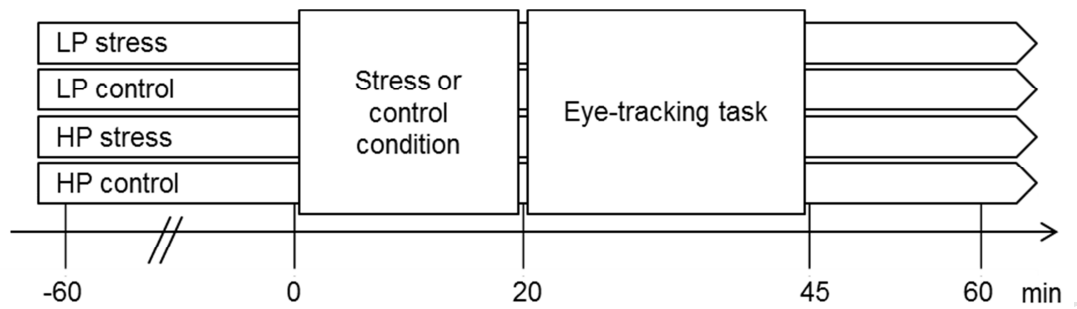 LP stress
LP control
HP stress
HP control
Stress or
control
condition
Eye-tracking task
-60
0
20
45
60
min